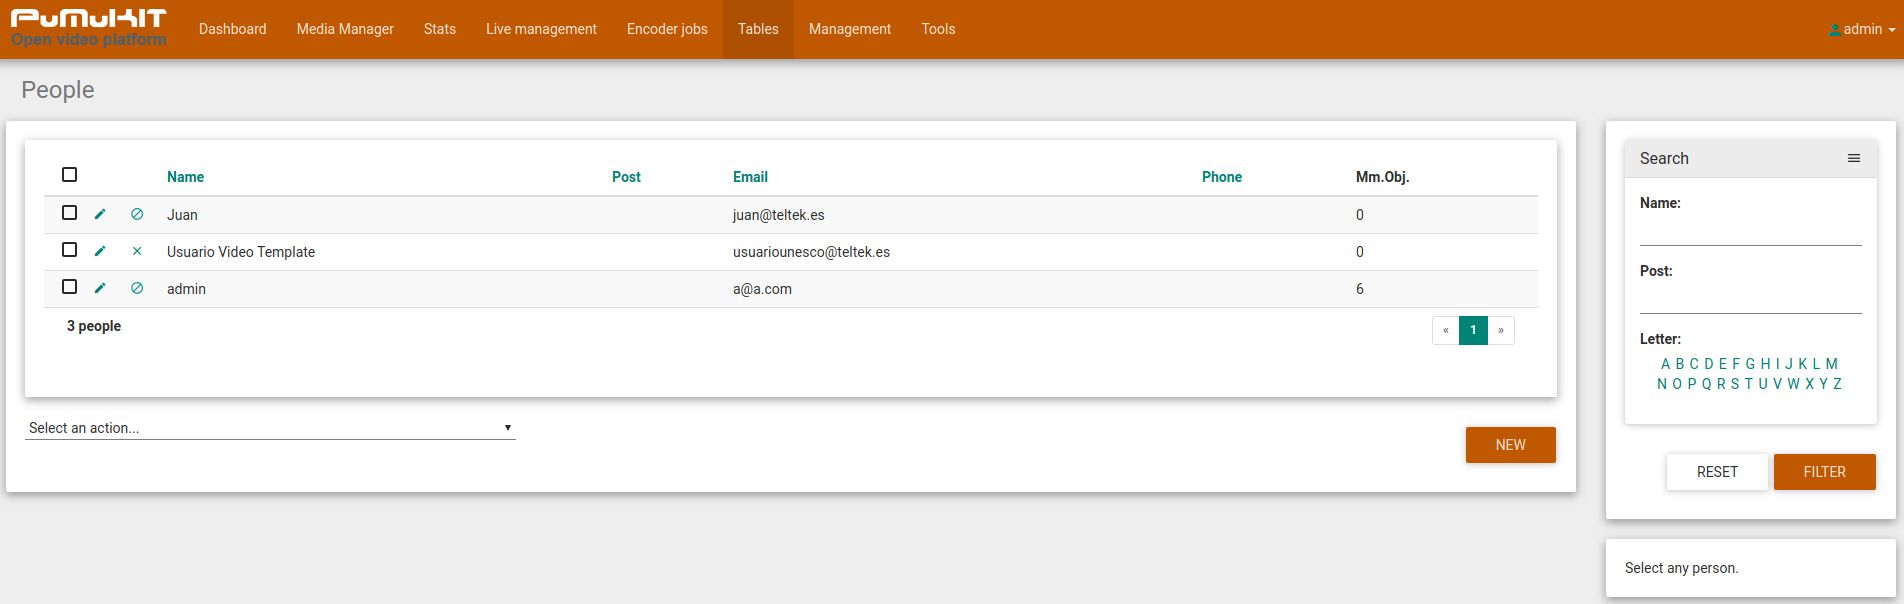 PuMuKIT
Open video platform
Dashboard Media Manager Stats Live management Encoder jobs Tables Management Tools admin
People
Name Post Email Phone Mm.Obj.
Juan juan@teltek.es 0
Usuario Video Template usuariounesco@teltek.es 0
admin a@a.com 6
3 people
« 1 »
Select an action...
NEW
Search
Name:
Post:
Letter:
A B C D E F G H I J K L M
N O P Q R S T U V W X Y Z
RESET FILTER
Select any person.